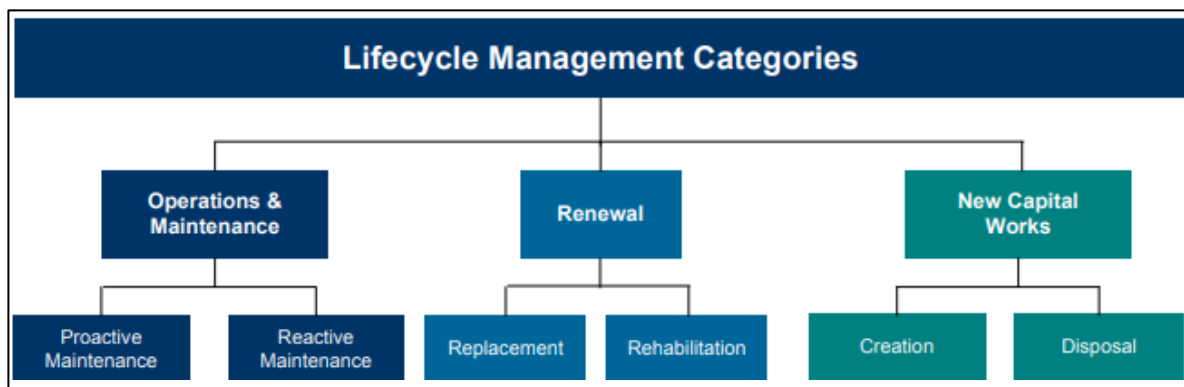 Lifecycle Management Categories
Operations &
Maintenance
Renewal
New Capital
Works
Proactive
Maintenance
Reactive
Maintenance
Replacement
Rehabilitation
Creation
Disposal